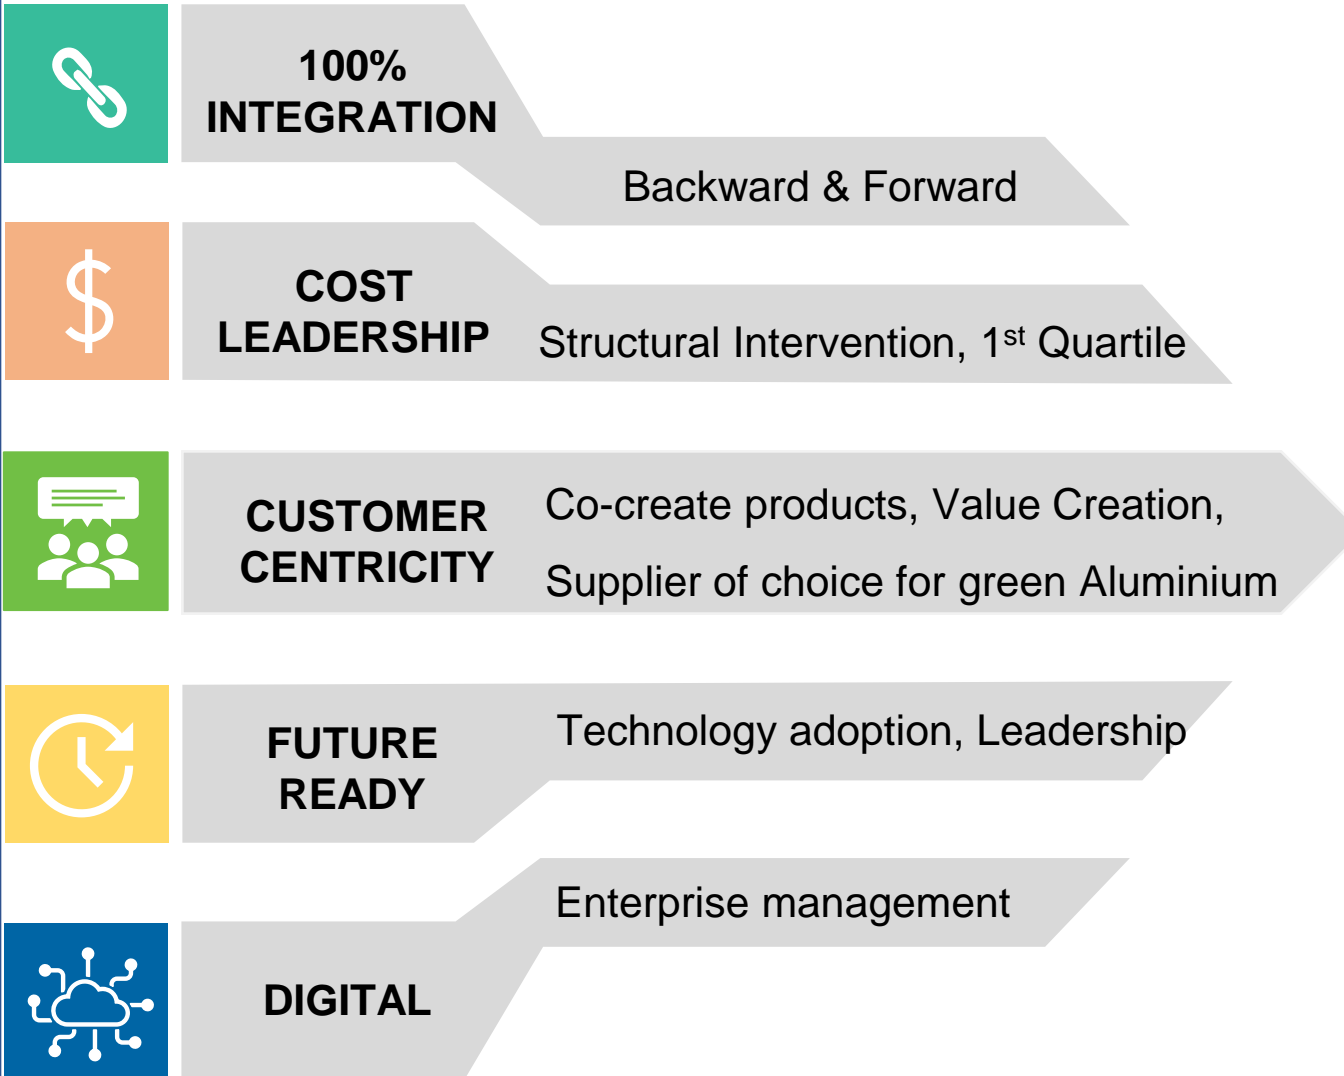 100%
INTEGRATION
Backward & Forward
COST
LEADERSHIP
Structural Intervention, 1st Quartile
CUSTOMER
CENTRICITY
Co-create products, Value Creation,
Supplier of choice for green Aluminium
FUTURE
READY
Technology adoption, Leadership
Enterprise management
DIGITAL